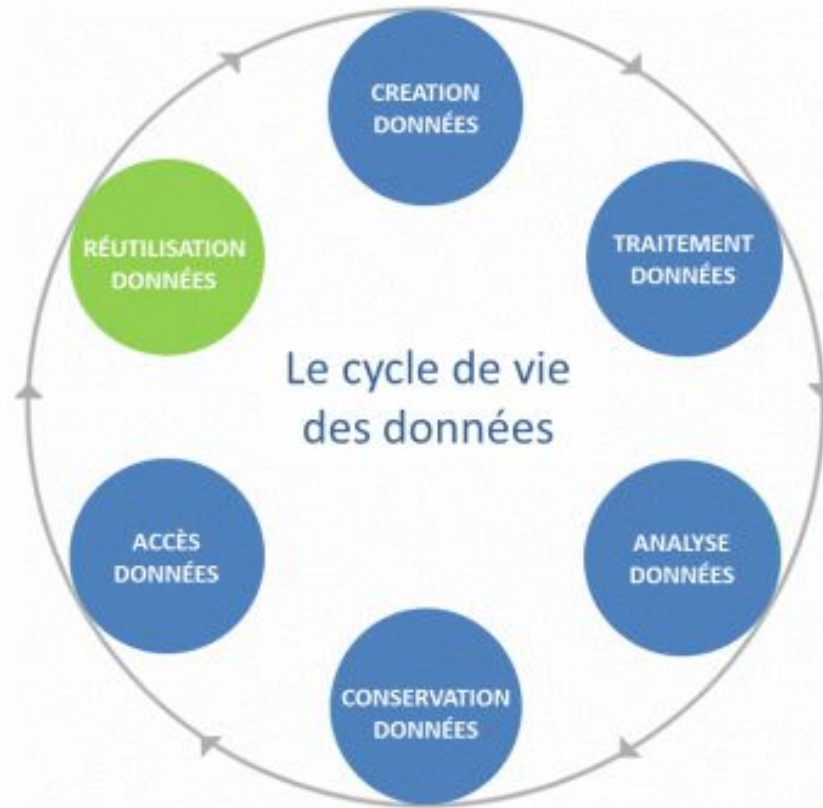 CREATION
DONNÉES
TRAITEMENT
DONNÉES
ANALYSE
DONNÉES
CONSERVATION
DONNÉES
ACCÈS
DONNÉES
RÉUTILISATION
DONNÉES
Le cycle de vie
des données